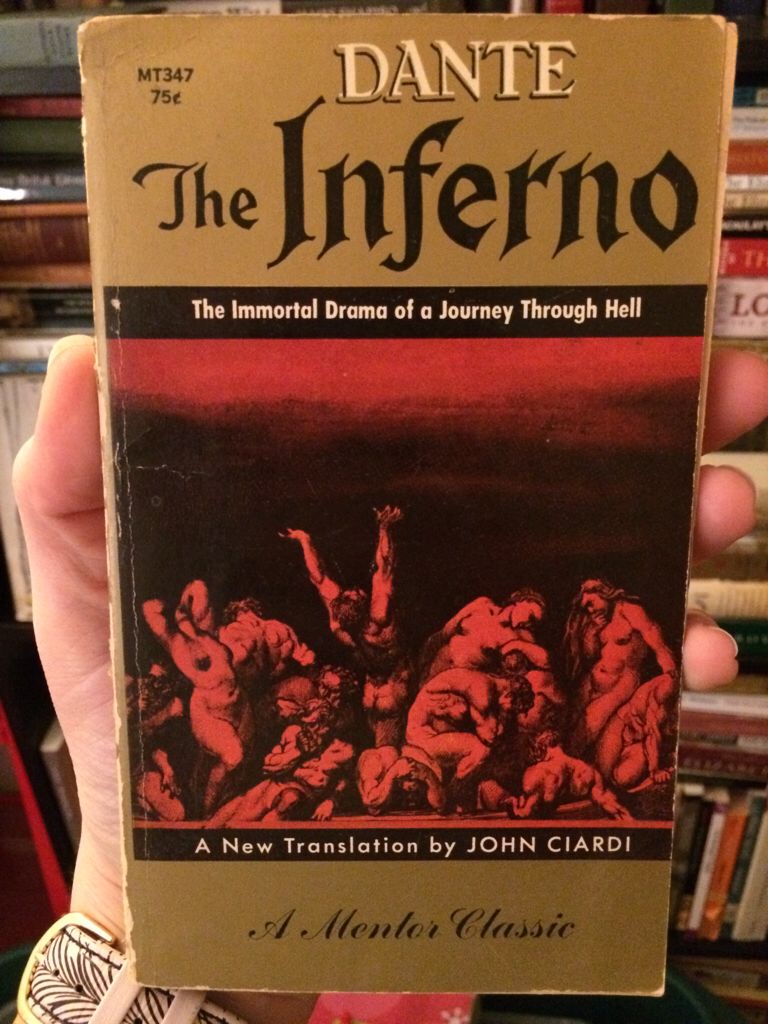 MT347
75¢
DANTE
The Inferno
The Immortal Drama of a Journey Through Hell
A New Translation by JOHN CIARDI
A Mentor Classic
LO